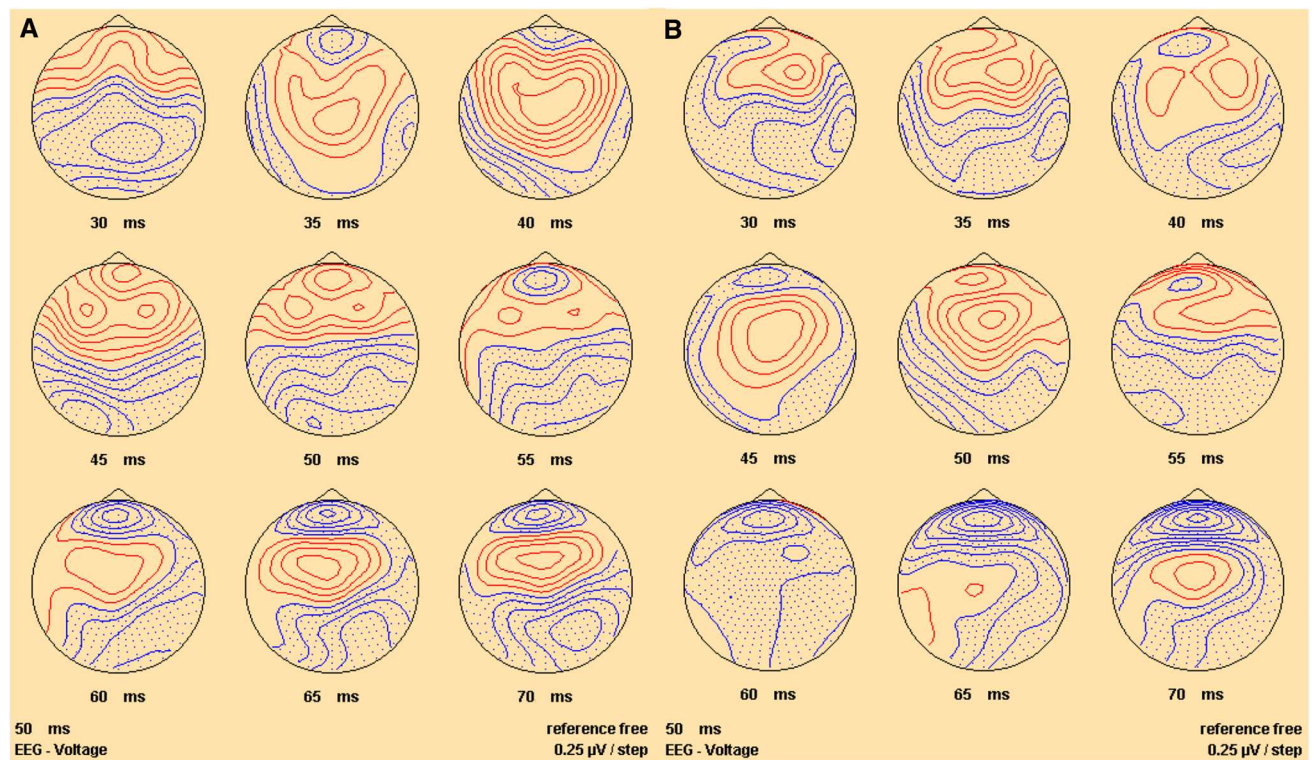 A
B
30 ms
35 ms
40 ms
30 ms
35 ms
40 ms
45 ms
50 ms
55 ms
45 ms
50 ms
55 ms
60 ms
65 ms
70 ms
60 ms
65 ms
70 ms
50 ms
reference free
EEG - Voltage
0.25 µV / step
50 ms
reference free
EEG - Voltage
0.25 µV / step